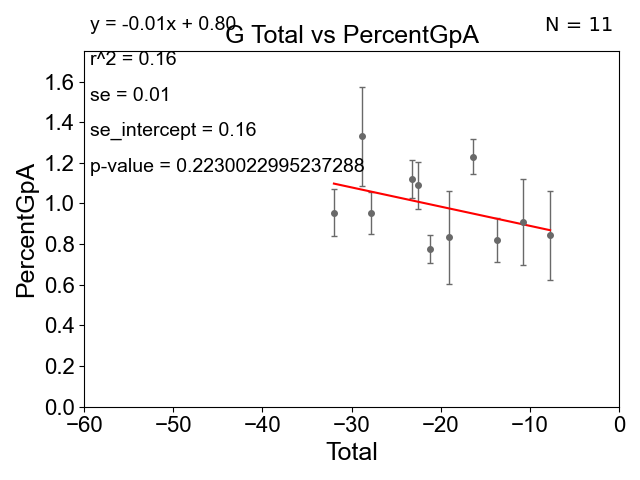 y = -0.01x + 0.80
N = 11
G Total vs PercentGpA
r^2 = 0.16
se = 0.01
se_intercept = 0.16
p-value = 0.2230022995237288
PercentGpA
1.6
1.4
1.2
1.0
0.8
0.6
0.4
0.2
0.0
−60
−50
−40
−30
−20
−10
0
Total